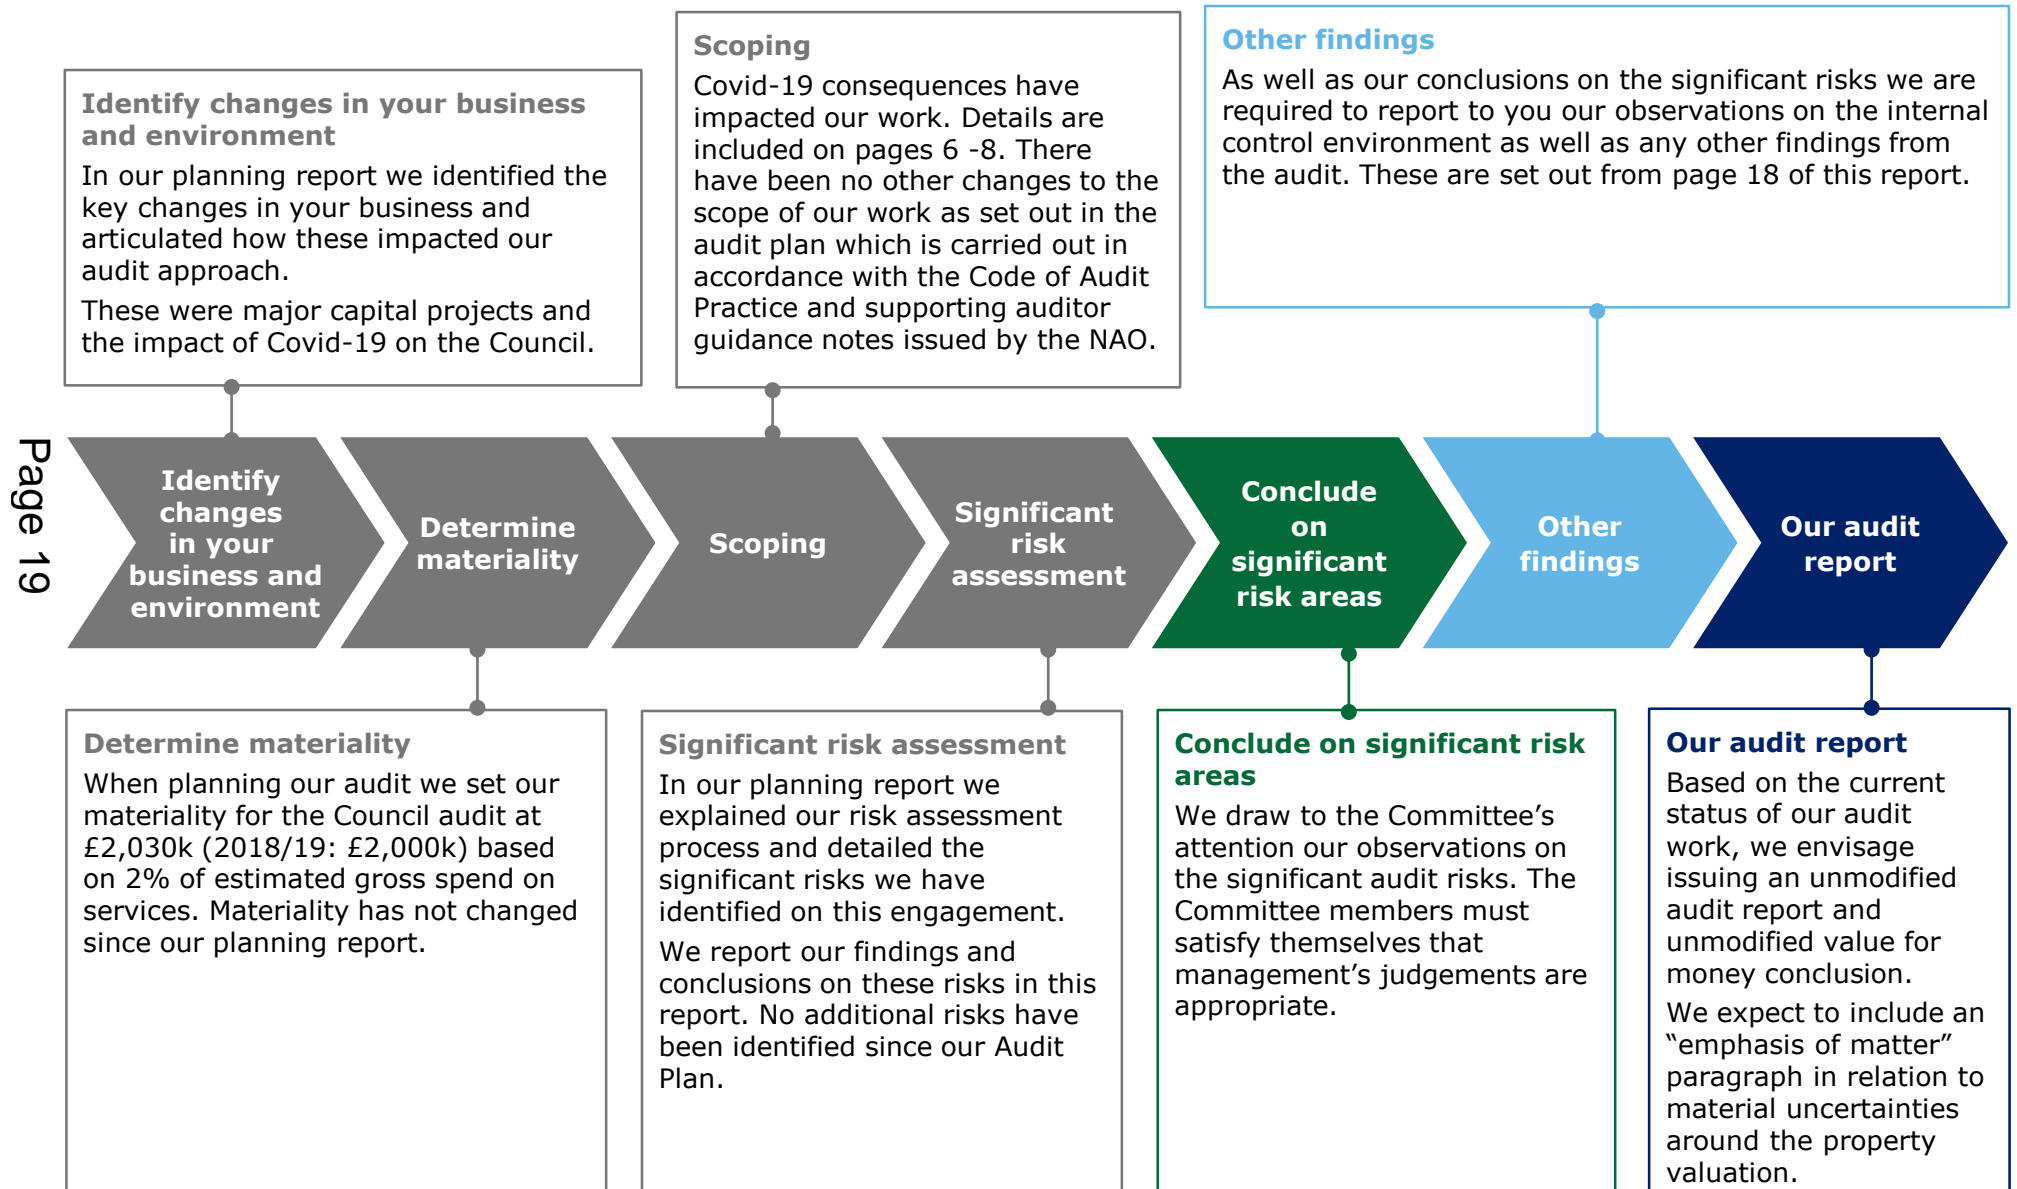 Identify changes in your business
and environment
In our planning report we identified the
key changes in your business and
articulated how these impacted our
audit approach.
These were major capital projects and
the impact of Covid-19 on the Council.
Scoping
Covid-19 consequences have
impacted our work. Details are
included on pages 6 -8. There
have been no other changes to the
scope of our work as set out in the
audit plan which is carried out in
accordance with the Code of Audit
Practice and supporting auditor
guidance notes issued by the NAO.
Other findings
As well as our conclusions on the significant risks we are
required to report to you our observations on the internal
control environment as well as any other findings from
the audit. These are set out from page 18 of this report.
Page 19
Identify
changes
in your
business and
environment
Determine
materiality
Scoping
Significant
risk
assessment
Conclude
on
significant
risk areas
Other
findings
Our audit
report
Determine materiality
When planning our audit we set our
materiality for the Council audit at
£2,030k (2018/19: £2,000k) based
on 2% of estimated gross spend on
services. Materiality has not changed
since our planning report.
Significant risk assessment
In our planning report we
explained our risk assessment
process and detailed the
significant risks we have
identified on this engagement.
We report our findings and
conclusions on these risks in this
report. No additional risks have
been identified since our Audit
Plan.
Conclude on significant risk
areas
We draw to the Committee’s
attention our observations on
the significant audit risks. The
Committee members must
satisfy themselves that
management’s judgements are
appropriate.
Our audit report
Based on the current
status of our audit
work, we envisage
issuing an unmodified
audit report and
unmodified value for
money conclusion.
We expect to include an
“emphasis of matter”
paragraph in relation to
material uncertainties
around the property
valuation.